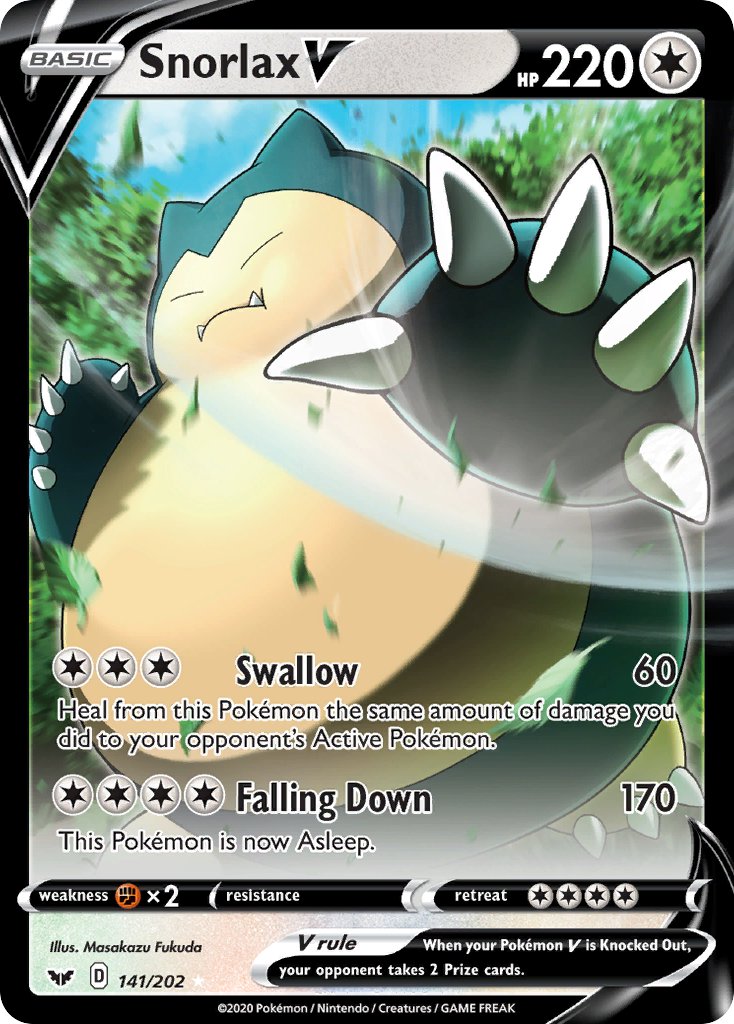 BASIC Snorlax V HP 220
Swallow 60
Heal from this Pokémon the same amount of damage you
did to your opponent's Active Pokémon.
Falling Down 170
This Pokémon is now Asleep.
weakness ×2 resistance retreat
Illus. Masakazu Fukuda
V rule When your Pokémon V is Knocked Out,
your opponent takes 2 Prize cards.
D 141/202
©2020 Pokémon / Nintendo / Creatures / GAME FREAK